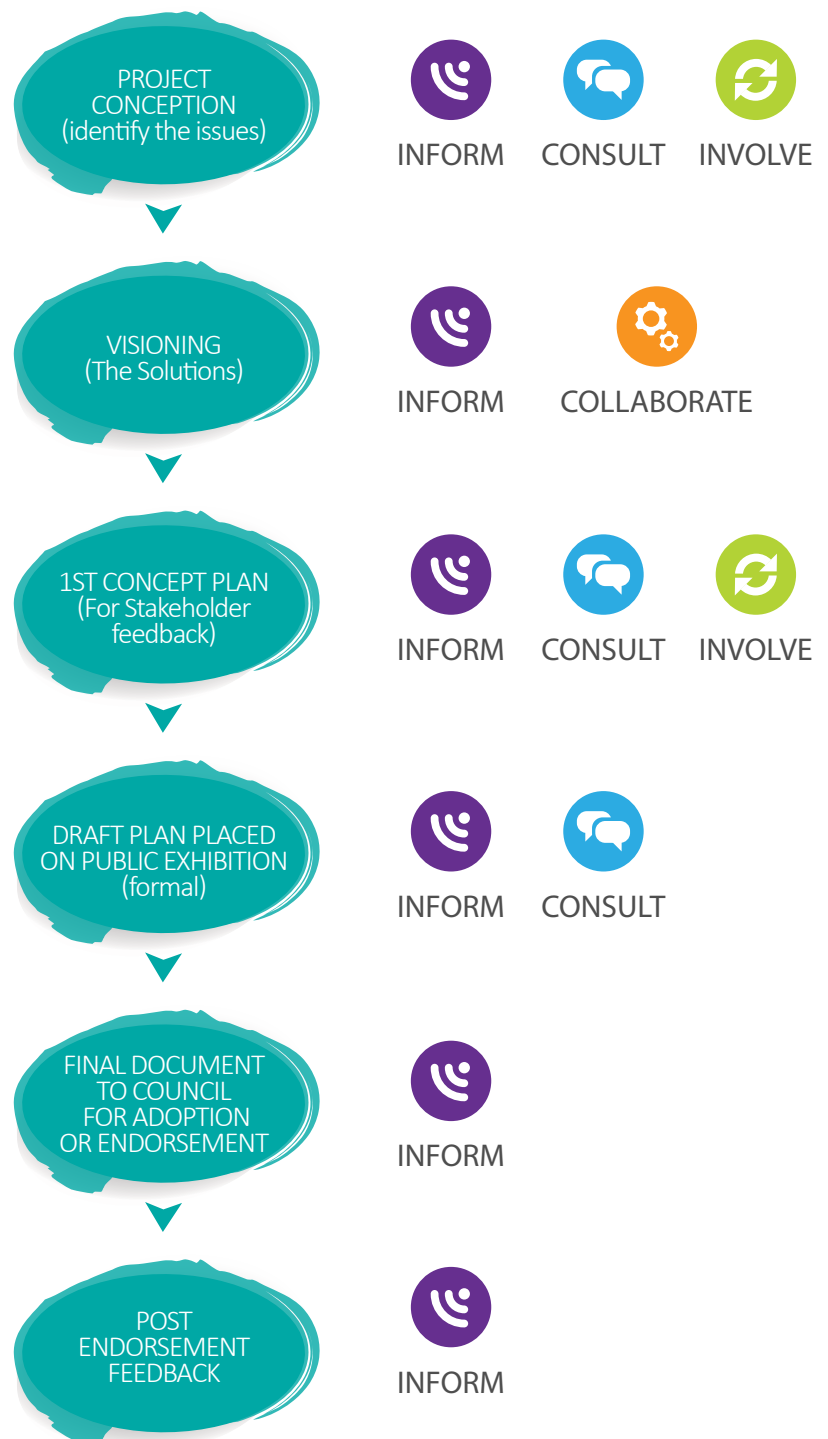 PROJECT
CONCEPTION
(identify the issues)
INFORM
CONSULT
INVOLVE
VISIONING
(The Solutions)
INFORM
COLLABORATE
1ST CONCEPT PLAN
(For Stakeholder
feedback)
INFORM
CONSULT
INVOLVE
DRAFT PLAN PLACED
ON PUBLIC EXHIBITION
(formal)
INFORM
CONSULT
FINAL DOCUMENT
TO COUNCIL
FOR ADOPTION
OR ENDORSEMENT
INFORM
POST
ENDORSEMENT
FEEDBACK
INFORM